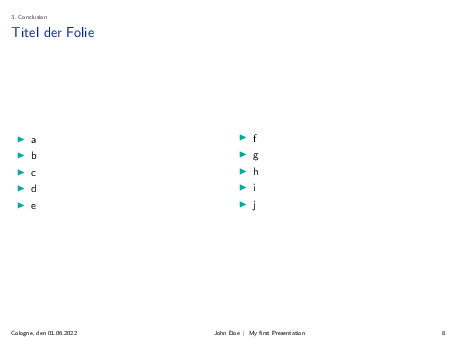 3. Conclusion
Titel der Folie
a
b
c
d
e
f
g
h
i
j
Cologne, den 01.06.2022
John Doe | My first Presentation
8